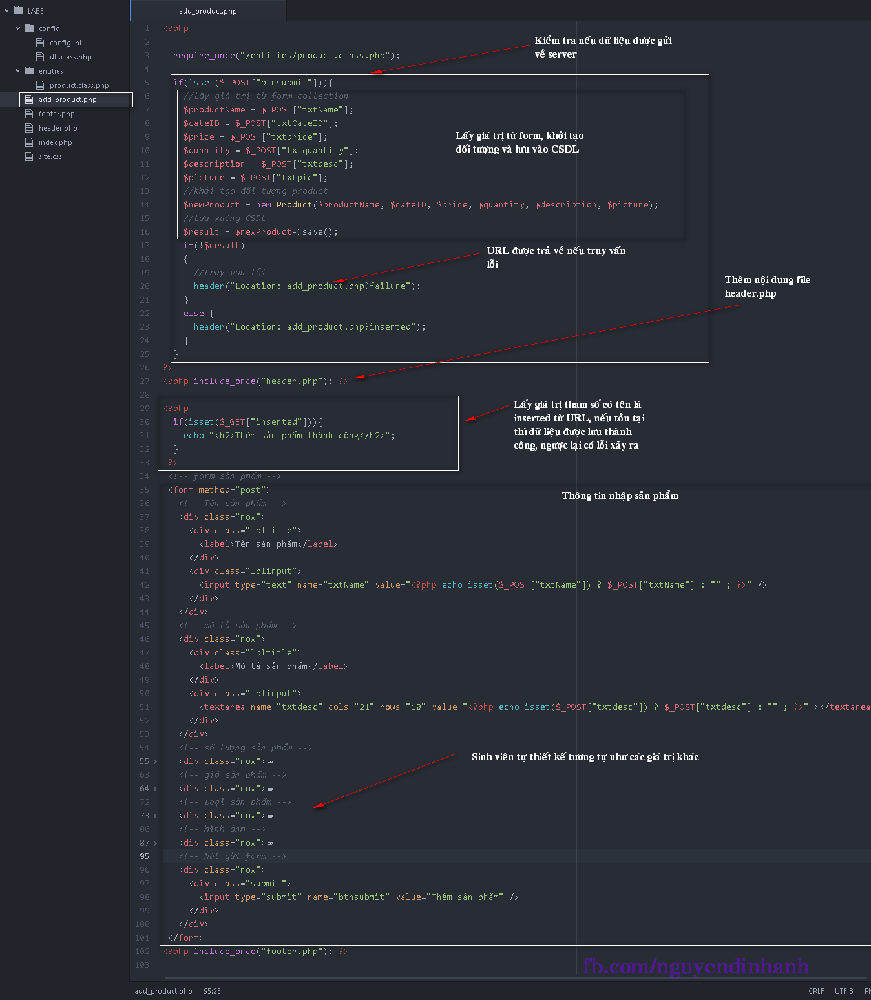 LAB3
config
config.ini
db.class.php
entities
product.class.php
add_product.php
footer.php
header.php
index.php
site.css
add_product.php
1 <?php
2
3 require_once("/entities/product.class.php");
4
5 if(isset($_POST["btnsubmit"])){
6 //lấy giá trị từ form collection
7 $productName = $_POST["txtName"];
8 $cateID = $_POST["txtCateID"];
9 $price = $_POST["txtprice"];
10 $quantity = $_POST["txtquantity"];
11 $description = $_POST["txtdesc"];
12 $picture = $_POST["txtpic"];
13 //khởi tạo đối tượng product
14 $newProduct = new Product($productName, $cateID, $price, $quantity, $description, $picture);
15 //lưu xuống CSDL
16 $result = $newProduct->save();
17 if(!$result)
18 {
19 //truy vấn lỗi
20 header("Location: add_product.php?failure");
21 }
22 else {
23 header("Location: add_product.php?inserted");
24 }
25 }
26 ?>
27 <?php include_once("header.php"); ?>
28
29 <?php
30 if(isset($_GET["inserted"])){
31 echo "<h2>Thêm sản phẩm thành công</h2>";
32 }
33 ?>
34 <!-- form sản phẩm -->
35 <form method="post">
36 <!-- Tên sản phẩm -->
37 <div class="row">
38 <div class="lbltitle">
39 <label>Tên sản phẩm</label>
40 </div>
41 <div class="lblinput">
42 <input type="text" name="txtName" value="<?php echo isset($_POST["txtName"]) ? $_POST["txtName"] : "" ; ?>" />
43 </div>
44 </div>
45 <!-- mô tả sản phẩm -->
46 <div class="row">
47 <div class="lbltitle">
48 <label>Mô tả sản phẩm</label>
49 </div>
50 <div class="lblinput">
51 <textarea name="txtdesc" cols="21" rows="10" value="<?php echo isset($_POST["txtdesc"]) ? $_POST["txtdesc"] : "" ; ?>" ></textarea
52 </div>
53 </div>
54 <!-- số lượng sản phẩm -->
55 <div class="row">
63 <!-- giá sản phẩm -->
64 <div class="row">
72 <!-- loại sản phẩm -->
73 <div class="row">
86 <!-- hình ảnh -->
87 <div class="row">
95 <!-- Nút gửi form -->
96 <div class="row">
97 <div class="submit">
98 <input type="submit" name="btnsubmit" value="Thêm sản phẩm" />
99 </div>
100 </div>
101 </form>
102 <?php include_once("footer.php"); ?>
103
Kiểm tra nếu dữ liệu được gửi
về server
Lấy giá trị từ form, khởi tạo
đối tượng và lưu vào CSDL
URL được trả về nếu truy vấn
lỗi
Thêm nội dung file
header.php
Lấy giá trị tham số có tên là
inserted từ URL, nếu tồn tại
thì dữ liệu được lưu thành
công, ngược lại có lỗi xảy ra
Thông tin nhập sản phẩm
Sinh viên tự thiết kế tương tự như các giá trị khác
fb.com/nguyendinhanh
add_product.php 95:25
CRLF UTF-8 PH